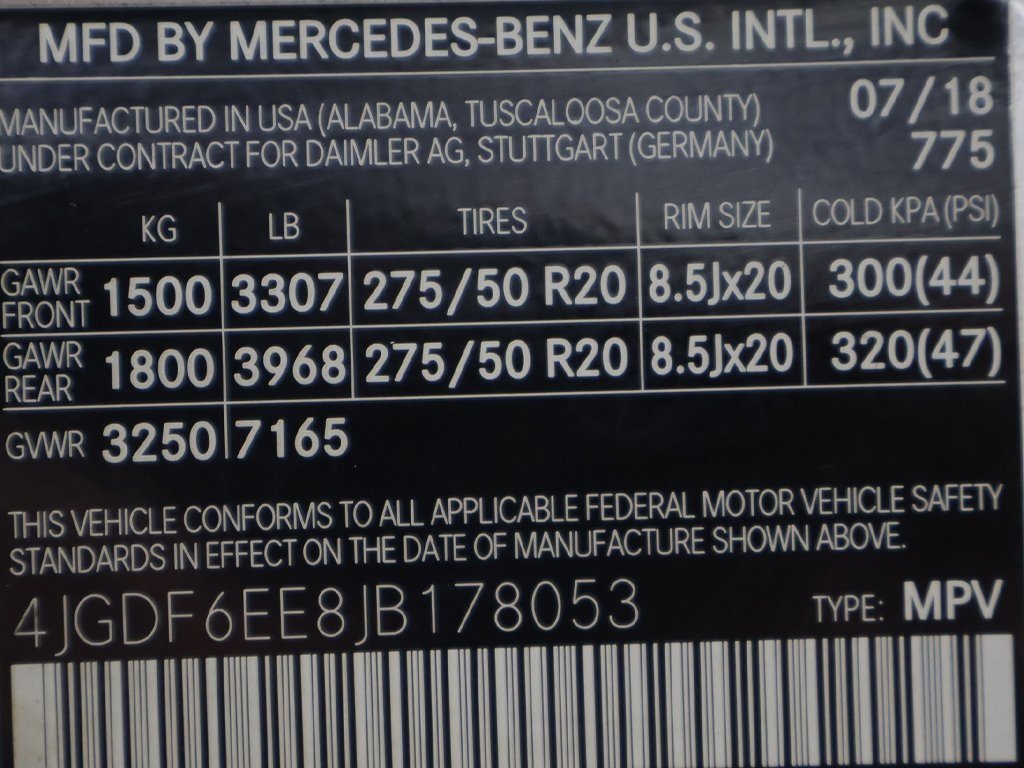 MFD BY MERCEDES-BENZ U.S. INTL., INC
MANUFACTURED IN USA (ALABAMA, TUSCALOOSA COUNTY) 07/18
UNDER CONTRACT FOR DAIMLER AG, STUTTGART (GERMANY) 775
KG LB TIRES RIM SIZE COLD KPA (PSI)
GAWR FRONT 1500 3307 275/50 R20 8.5Jx20 300(44)
GAWR REAR 1800 3968 275/50 R20 8.5Jx20 320(47)
GVWR 3250 7165
THIS VEHICLE CONFORMS TO ALL APPLICABLE FEDERAL MOTOR VEHICLE SAFETY
STANDARDS IN EFFECT ON THE DATE OF MANUFACTURE SHOWN ABOVE.
4JGDF6EE8JB178053 TYPE: MPV